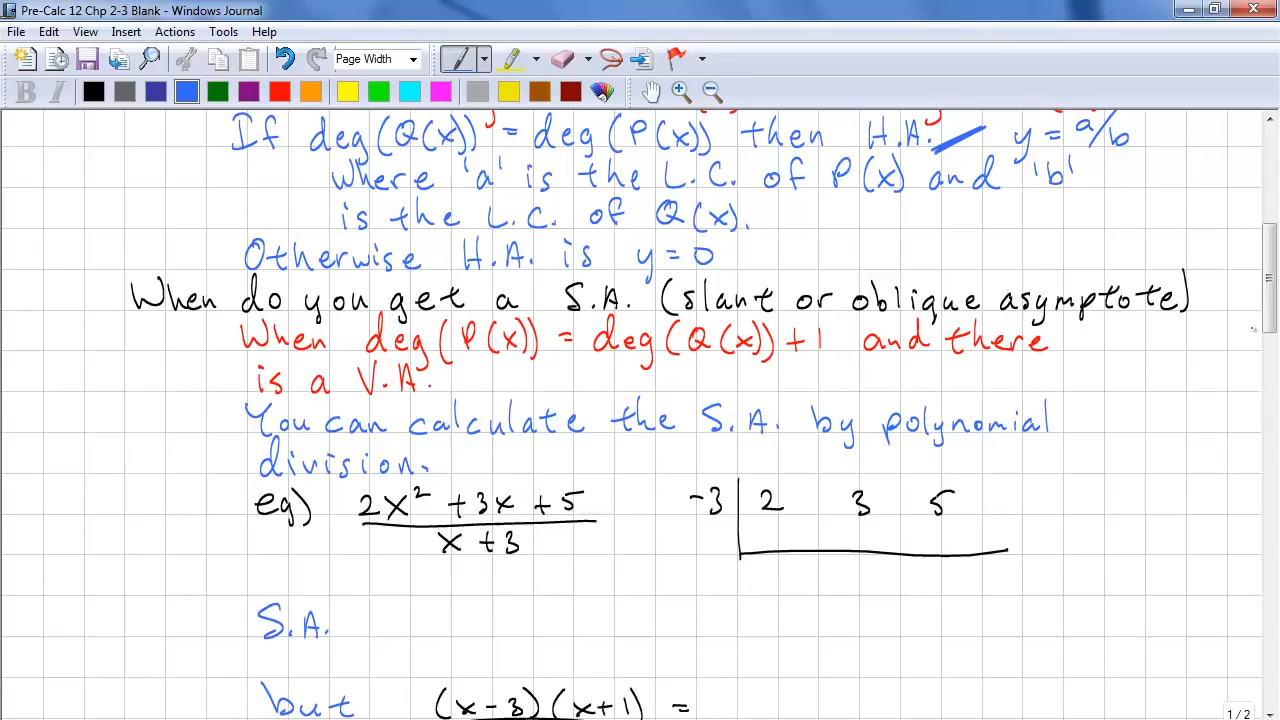 Pre-Calc 12 Chp 2-3 Blank - Windows Journal
File Edit View Insert Actions Tools Help
Page Width
B I
If deg(Q(x)) = deg(P(x)) then H.A. y = a/b
where 'a' is the L.C. of P(x) and 'b'
is the L.C. of Q(x).
Otherwise H.A. is y=0
When do you get a S.A. (slant or oblique asymptote)
When deg(P(x)) = deg(Q(x))+1 and there
is a V.A.
You can calculate the S.A. by polynomial
division.
eg) 2x² +3x +5 -3 | 2 3 5
x +3
S.A.
but (x-3)(x+1) =
1/2